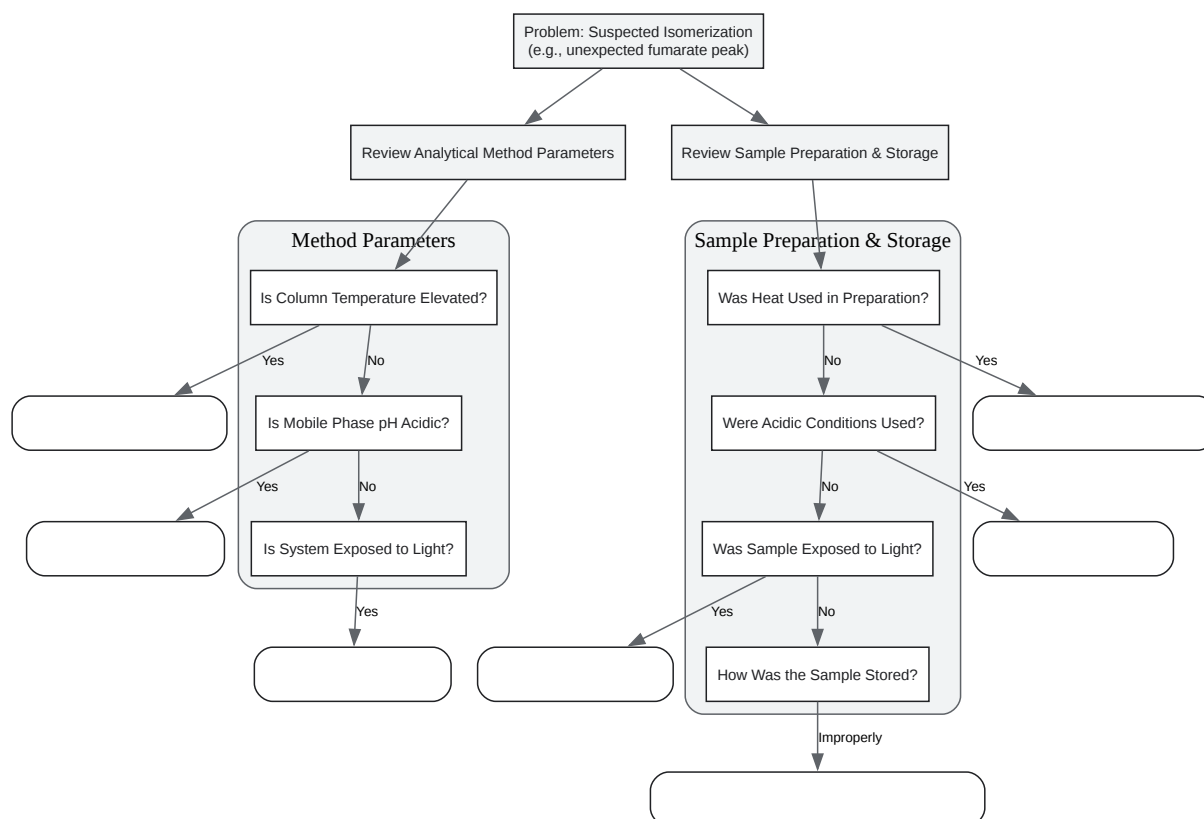 Problem: Suspected Isomerization
(e.g., unexpected fumarate peak)
Review Analytical Method Parameters
Review Sample Preparation & Storage
Method Parameters
Sample Preparation & Storage
Is Column Temperature Elevated?
Was Heat Used in Preparation?
Yes
No
No
Yes
Is Mobile Phase pH Acidic?
Were Acidic Conditions Used?
Yes
No
No
Yes
Is System Exposed to Light?
Was Sample Exposed to Light?
Yes
Yes
No
How Was the Sample Stored?
Improperly